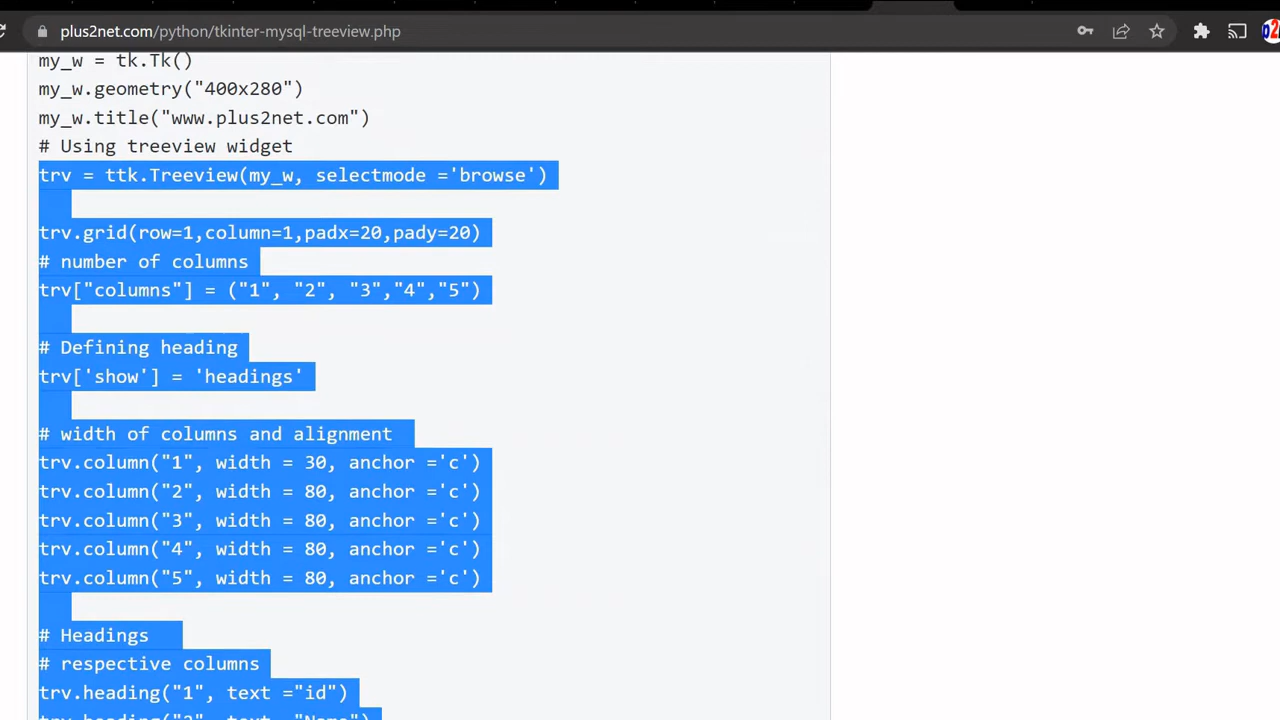 plus2net.com/python/tkinter-mysql-treeview.php
my_w = tk.Tk()
my_w.geometry("400x280")
my_w.title("www.plus2net.com")
# Using treeview widget
trv = ttk.Treeview(my_w, selectmode ='browse')
trv.grid(row=1,column=1,padx=20,pady=20)
# number of columns
trv["columns"] = ("1", "2", "3","4","5")
# Defining heading
trv['show'] = 'headings'
# width of columns and alignment
trv.column("1", width = 30, anchor ='c')
trv.column("2", width = 80, anchor ='c')
trv.column("3", width = 80, anchor ='c')
trv.column("4", width = 80, anchor ='c')
trv.column("5", width = 80, anchor ='c')
# Headings
# respective columns
trv.heading("1", text ="id")
trv.heading("2", text ="Name")